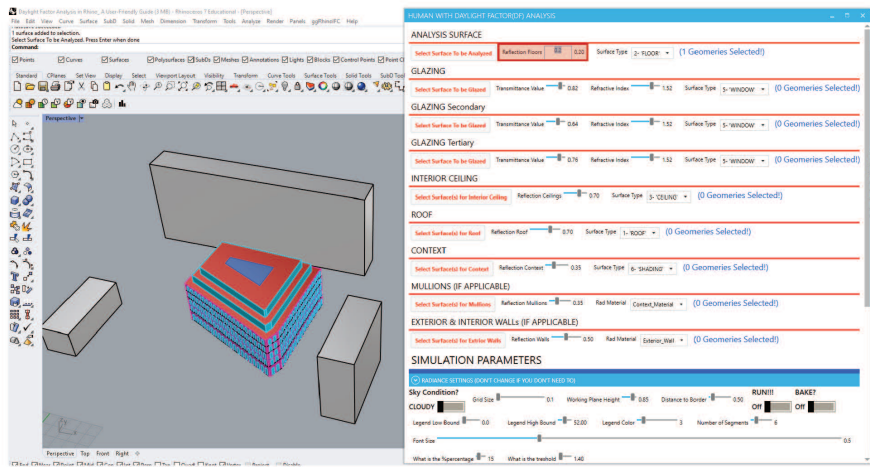 Daylight Factor Analysis in Rhino_ A User-Friendly Guide (3 MB) - Rhinoceros 7 Educational - [Perspective]
File Edit View Curve Surface SubD Solid Mesh Dimension Transform Tools Analyze Render Panels ggRhinoIFC Help
1 surface added to selection.
Select Surface To be Analyzed. Press Enter when done
Command:
Points Curves Surfaces Polysurfaces SubDs Meshes Annotations Lights Blocks Control Points Point
Standard CPlanes Set View Display Select Viewport Layout Visibility Transform Curve Tools Surface Tools Solid Tools SubD Tool
Perspective
Perspective Top Front Right
HUMAN WITH DAYLIGHT FACTOR(DF) ANALYSIS
ANALYSIS SURFACE
Select Surface To be Analyzed Reflection Floors 0.20 Surface Type 2- 'FLOOR' (1 Geomeries Selected!)
GLAZING
Select Surface To be Glazed Transmittance Value 0.62 Refractive Index 1.52 Surface Type 5- 'WINDOW' (0 Geomeries Selected!)
GLAZING Secondary
Select Surface To be Glazed Transmittance Value 0.64 Refractive Index 1.52 Surface Type 5- 'WINDOW' (0 Geomeries Selected!)
GLAZING Tertiary
Select Surface To be Glazed Transmittance Value 0.76 Refractive Index 1.52 Surface Type 5- 'WINDOW' (0 Geomeries Selected!)
INTERIOR CEILING
Select Surface(s) for Interior Ceiling Reflection Ceilings 0.70 Surface Type 3- 'CEILING' (0 Geomeries Selected!)
ROOF
Select Surface(s) for Roof Reflection Roof 0.70 Surface Type 1- 'ROOF' (0 Geomeries Selected!)
CONTEXT
Select Surface(s) for Context Reflection Context 0.35 Surface Type 6- 'SHADING' (0 Geomeries Selected!)
MULLIONS (IF APPLICABLE)
Select Surface(s) for Mullions Reflection Mullions 0.35 Rad Material Context_Material (0 Geomeries Selected!)
EXTERIOR & INTERIOR WALLs (IF APPLICABLE)
Select Surface(s) for Extrior Walls Reflection Walls 0.50 Rad Material Exterior_Wall (0 Geomeries Selected!)
SIMULATION PARAMETERS
RADIANCE SETTINGS (DON'T CHANGE IF YOU DON'T NEED TO)
Sky Condition? Grid Size 0.1 Working Plane Height 0.85 Distance to Border 0.50 RUN!!! BAKE?
CLOUDY Off Off
Legend Low Bound 0.0 Legend High Bound 52.00 Legend Color 3 Number of Segments 6
Font Size 0.5
What is the %percentage 15 What is the treshold 1.40